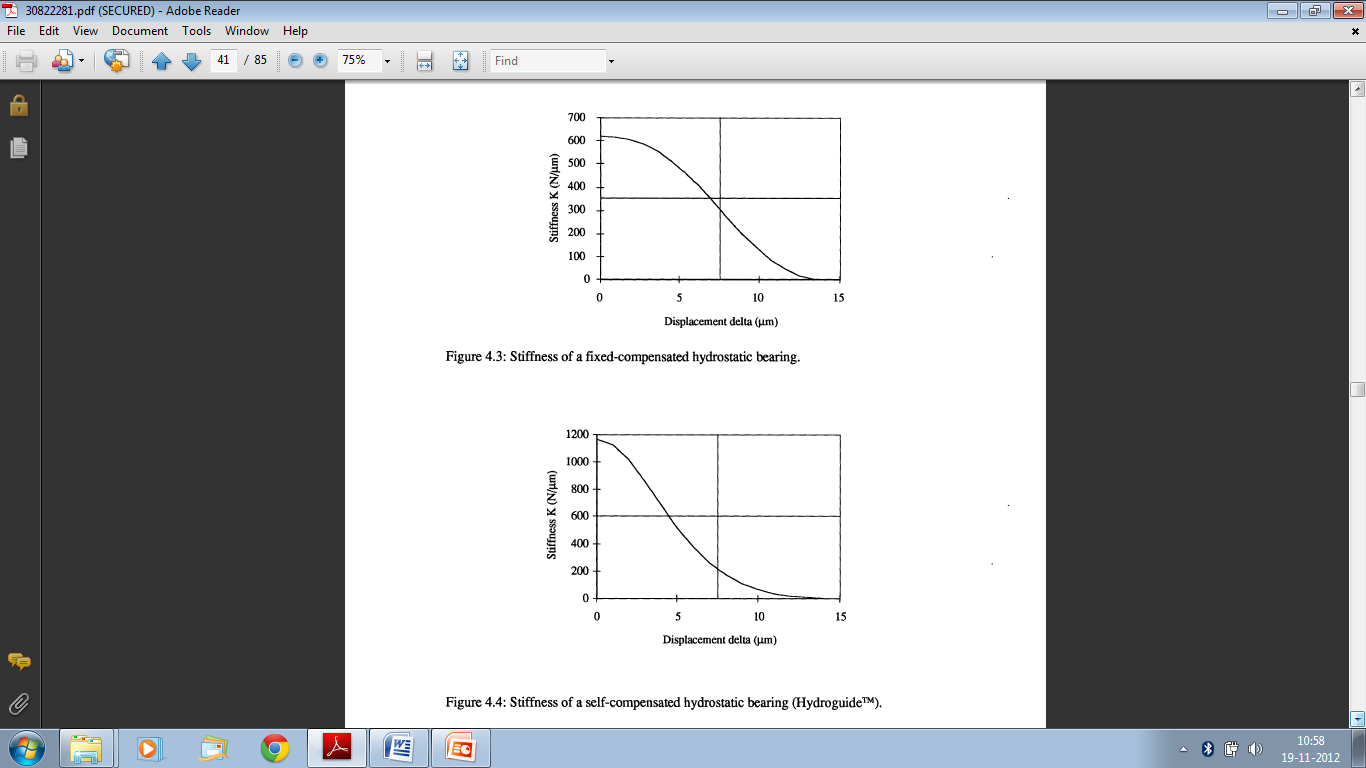 30822281.pdf (SECURED) - Adobe Reader
File Edit View Document Tools Window Help
41 / 85 75% Find
700
600
500
400
300
200
100
0
Stiffness K (N/μm)
0 5 10 15
Displacement delta (μm)
Figure 4.3: Stiffness of a fixed-compensated hydrostatic bearing.
1200
1000
800
600
400
200
0
Stiffness K (N/μm)
0 5 10 15
Displacement delta (μm)
Figure 4.4: Stiffness of a self-compensated hydrostatic bearing (Hydroguide™).
10:58
19-11-2012